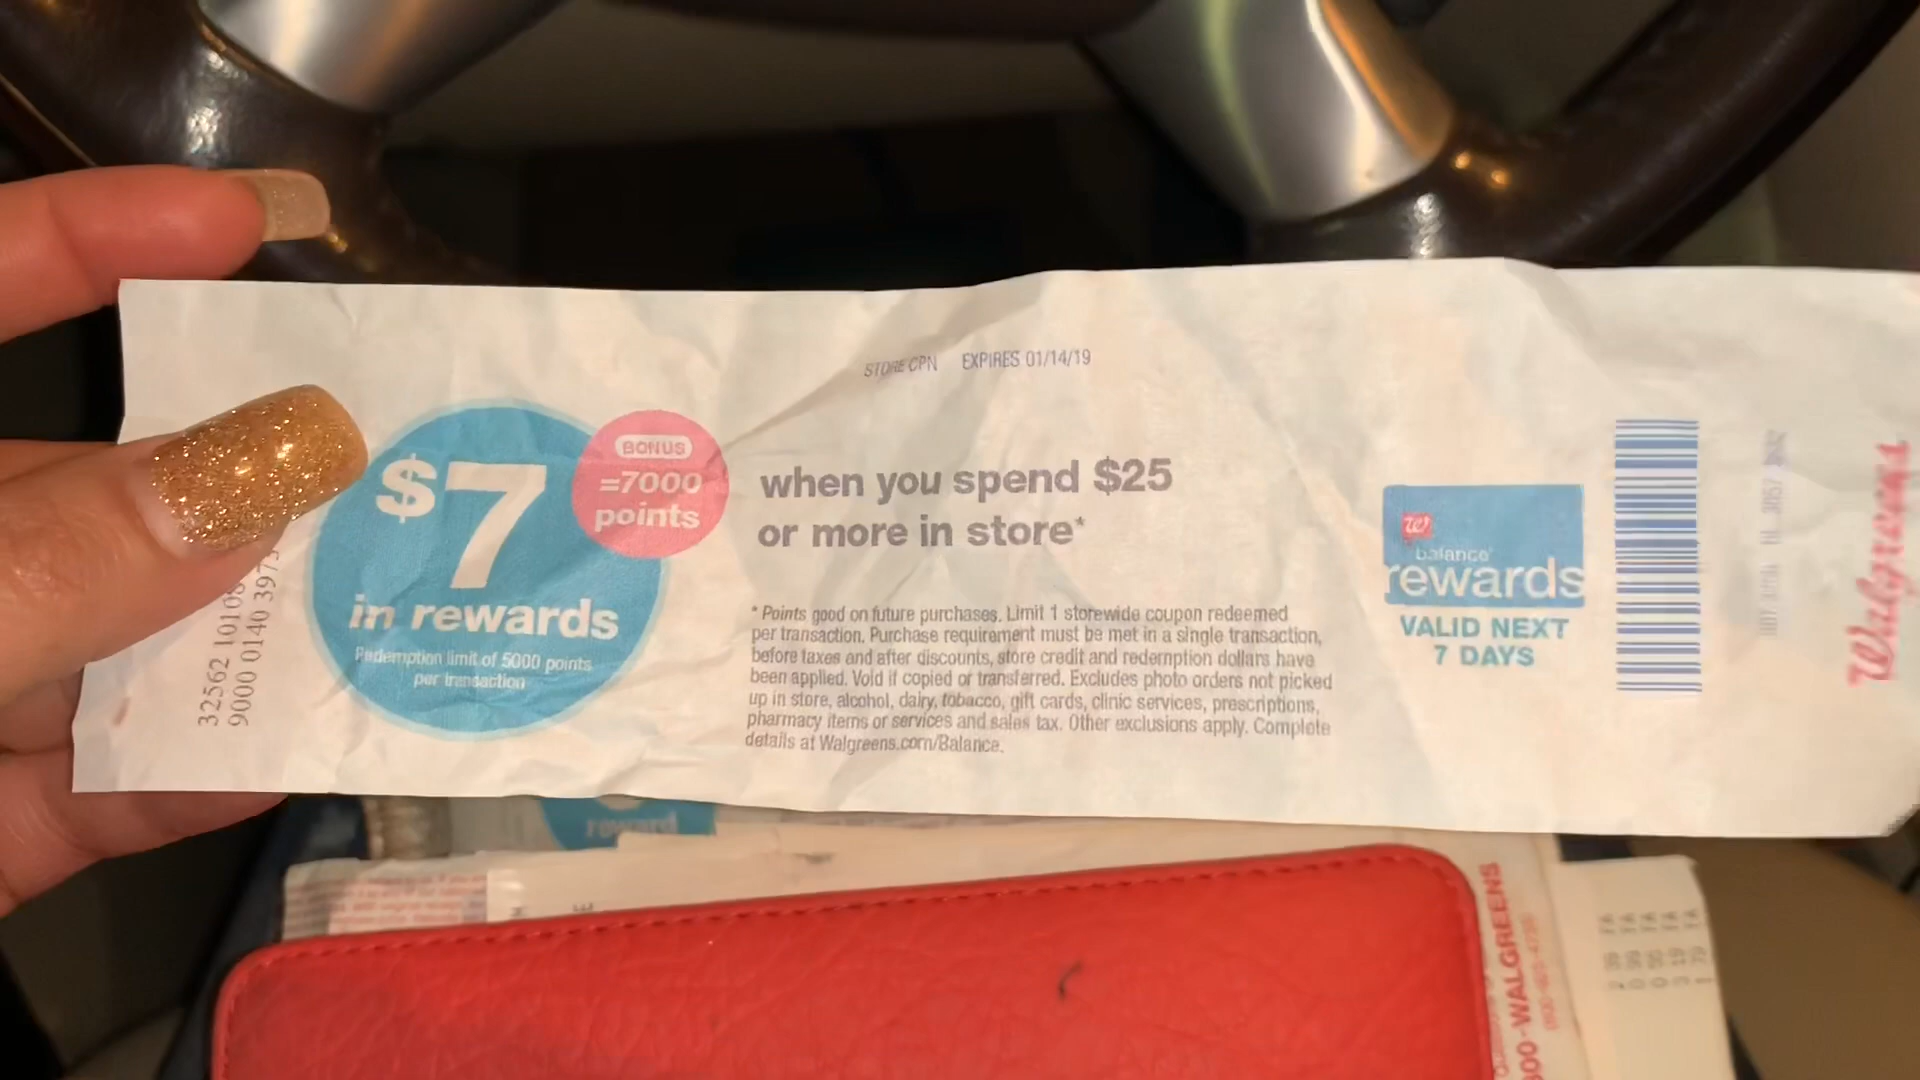 STORE CPN EXPIRES 01/14/19
$7
in rewards
Redemption limit of 5000 points
per transaction
BONUS
=7000
points
when you spend $25
or more in store*
* Points good on future purchases. Limit 1 storewide coupon redeemed
per transaction. Purchase requirement must be met in a single transaction,
before taxes and after discounts, store credit and redemption dollars have
been applied. Void if copied or transferred. Excludes photo orders not picked
up in store, alcohol, dairy, tobacco, gift cards, clinic services, prescriptions,
pharmacy items or services and sales tax. Other exclusions apply. Complete
details at Walgreens.com/Balance.
W
balance®
rewards
VALID NEXT
7 DAYS
32562
9000 0140
Walgreens
reward
800-WALGREENS